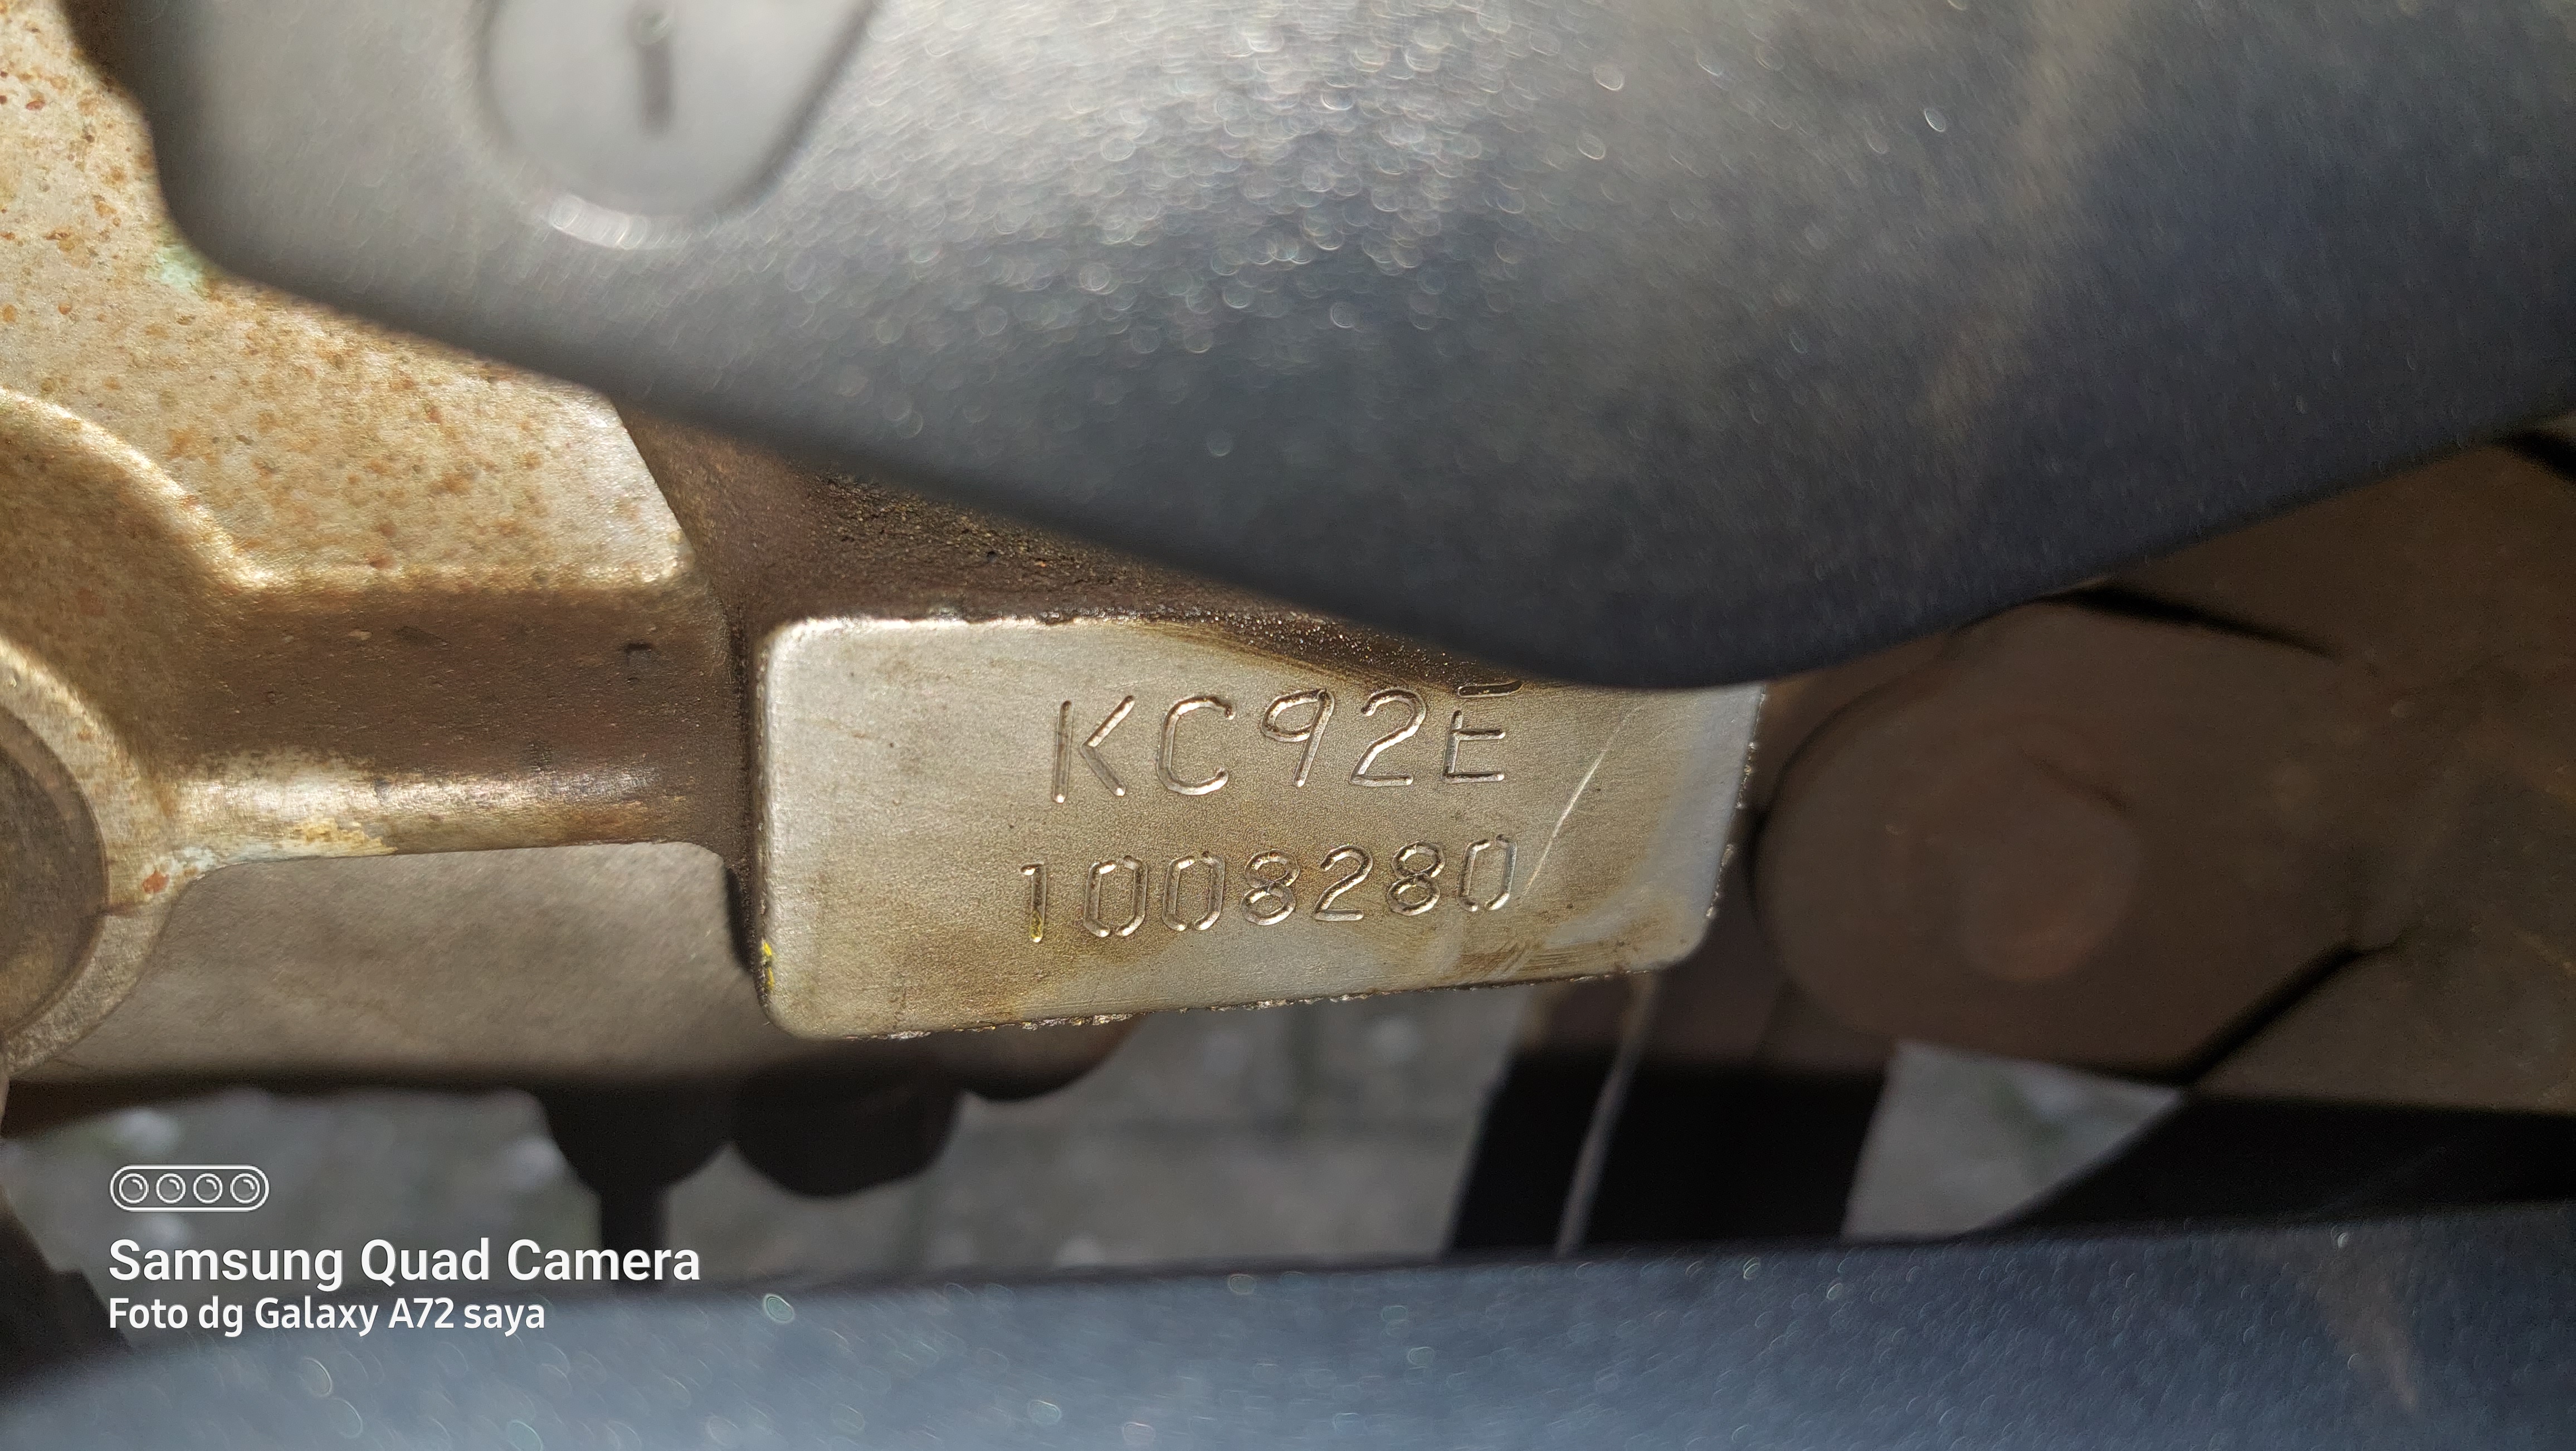 KC92E
1008280
Samsung Quad Camera
Foto dg Galaxy A72 saya